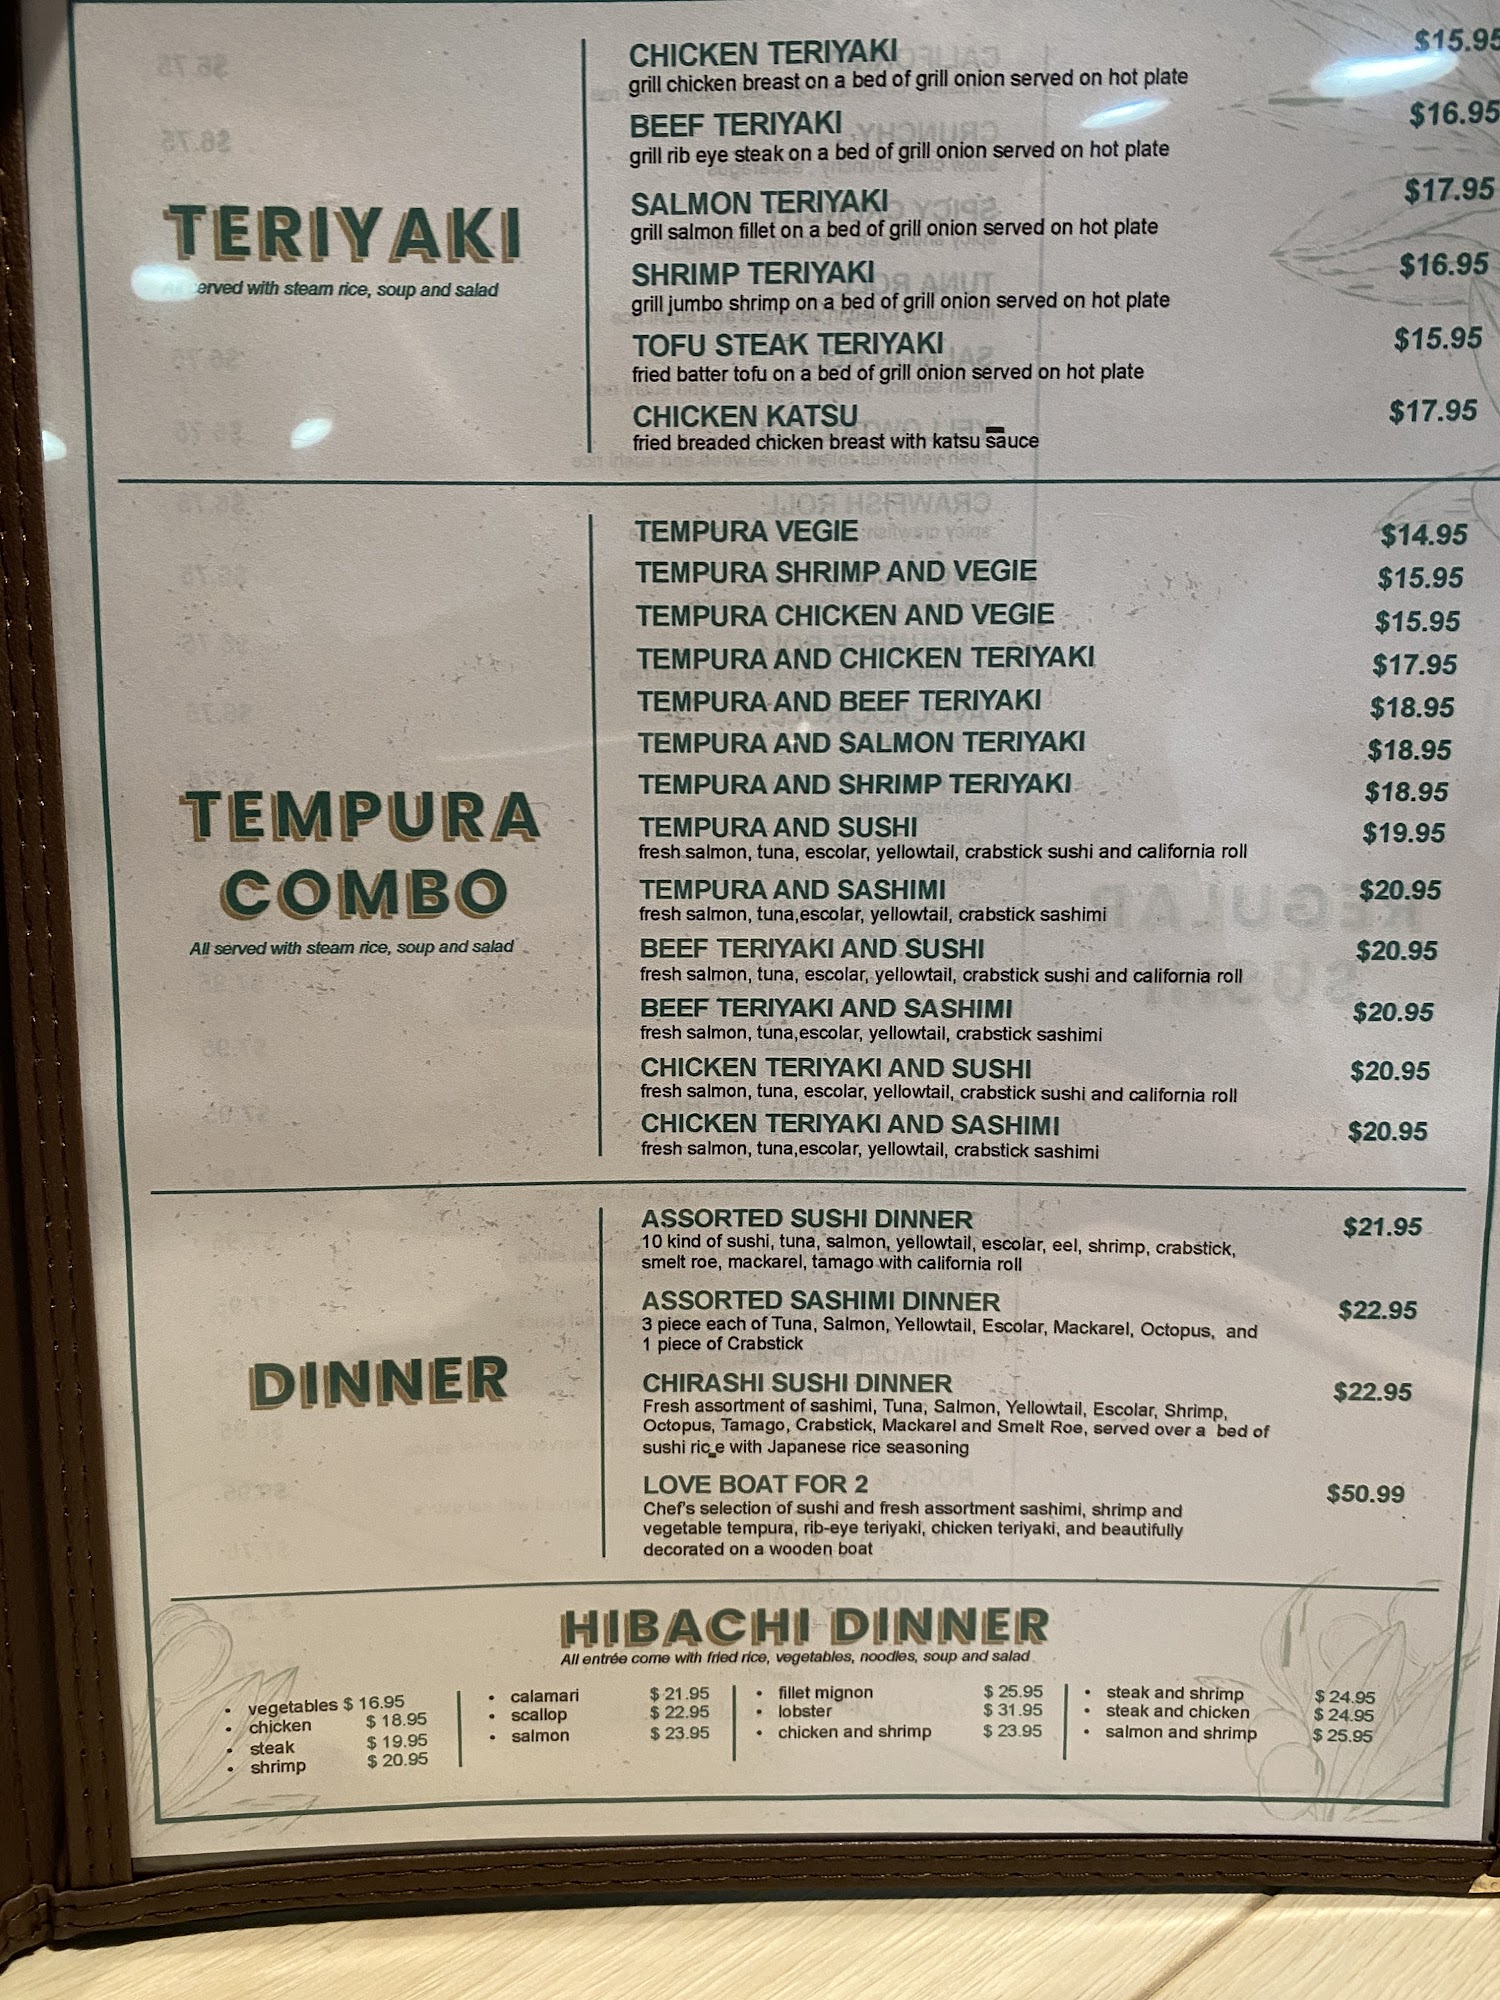 TERIYAKI
All served with steam rice, soup and salad
CHICKEN TERIYAKI $15.95
grill chicken breast on a bed of grill onion served on hot plate
BEEF TERIYAKI $16.95
grill rib eye steak on a bed of grill onion served on hot plate
SALMON TERIYAKI $17.95
grill salmon fillet on a bed of grill onion served on hot plate
SHRIMP TERIYAKI $16.95
grill jumbo shrimp on a bed of grill onion served on hot plate
TOFU STEAK TERIYAKI $15.95
fried batter tofu on a bed of grill onion served on hot plate
CHICKEN KATSU $17.95
fried breaded chicken breast with katsu sauce
TEMPURA
COMBO
All served with steam rice, soup and salad
TEMPURA VEGIE $14.95
TEMPURA SHRIMP AND VEGIE $15.95
TEMPURA CHICKEN AND VEGIE $15.95
TEMPURA AND CHICKEN TERIYAKI $17.95
TEMPURA AND BEEF TERIYAKI $18.95
TEMPURA AND SALMON TERIYAKI $18.95
TEMPURA AND SHRIMP TERIYAKI $18.95
TEMPURA AND SUSHI $19.95
fresh salmon, tuna, escolar, yellowtail, crabstick sushi and california roll
TEMPURA AND SASHIMI $20.95
fresh salmon, tuna,escolar, yellowtail, crabstick sashimi
BEEF TERIYAKI AND SUSHI $20.95
fresh salmon, tuna, escolar, yellowtail, crabstick sushi and california roll
BEEF TERIYAKI AND SASHIMI $20.95
fresh salmon, tuna,escolar, yellowtail, crabstick sashimi
CHICKEN TERIYAKI AND SUSHI $20.95
fresh salmon, tuna, escolar, yellowtail, crabstick sushi and california roll
CHICKEN TERIYAKI AND SASHIMI $20.95
fresh salmon, tuna,escolar, yellowtail, crabstick sashimi
DINNER
ASSORTED SUSHI DINNER $21.95
10 kind of sushi, tuna, salmon, yellowtail, escolar, eel, shrimp, crabstick,
smelt roe, mackarel, tamago with california roll
ASSORTED SASHIMI DINNER $22.95
3 piece each of Tuna, Salmon, Yellowtail, Escolar, Mackarel, Octopus, and
1 piece of Crabstick
CHIRASHI SUSHI DINNER $22.95
Fresh assortment of sashimi, Tuna, Salmon, Yellowtail, Escolar, Shrimp,
Octopus, Tamago, Crabstick, Mackarel and Smelt Roe, served over a bed of
sushi rice with Japanese rice seasoning
LOVE BOAT FOR 2 $50.99
Chef's selection of sushi and fresh assortment sashimi, shrimp and
vegetable tempura, rib-eye teriyaki, chicken teriyaki, and beautifully
decorated on a wooden boat
HIBACHI DINNER
All entrée come with fried rice, vegetables, noodles, soup and salad
• vegetables $ 16.95
• chicken $ 18.95
• steak $ 19.95
• shrimp $ 20.95
• calamari $ 21.95
• scallop $ 22.95
• salmon $ 23.95
• fillet mignon $ 25.95
• lobster $ 31.95
• chicken and shrimp $ 23.95
• steak and shrimp $ 24.95
• steak and chicken $ 24.95
• salmon and shrimp $ 25.95